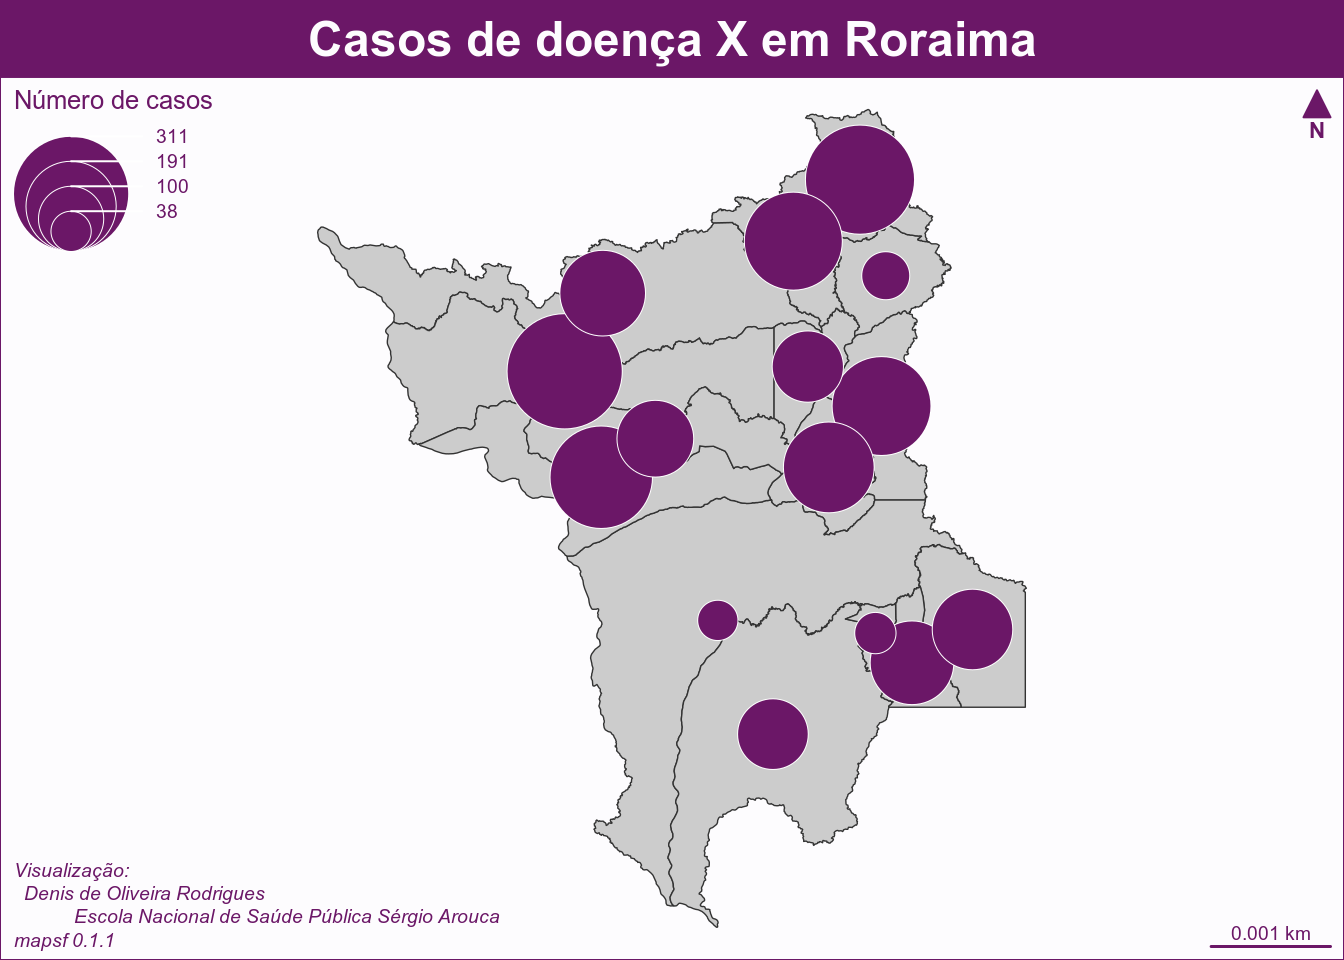 Casos de doença X em Roraima
Número de casos
311
191
100
38
N
Visualização:
Denis de Oliveira Rodrigues
Escola Nacional de Saúde Pública Sérgio Arouca
mapsf 0.1.1
0.001 km